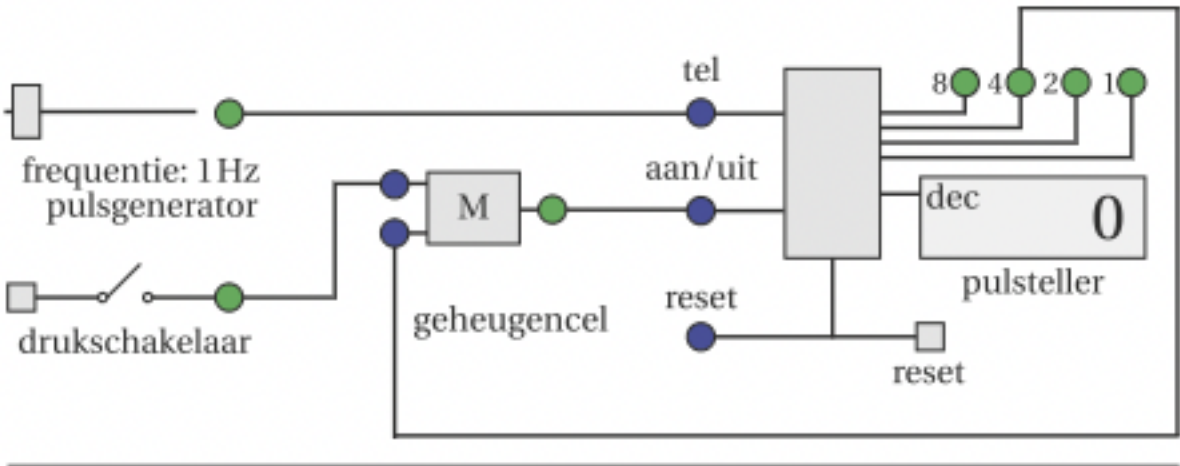 frequentie: 1 Hz
pulsgenerator
drukschakelaar
M
geheugencel
tel
aan/uit
reset
8 4 2 1
dec
0
pulsteller
reset